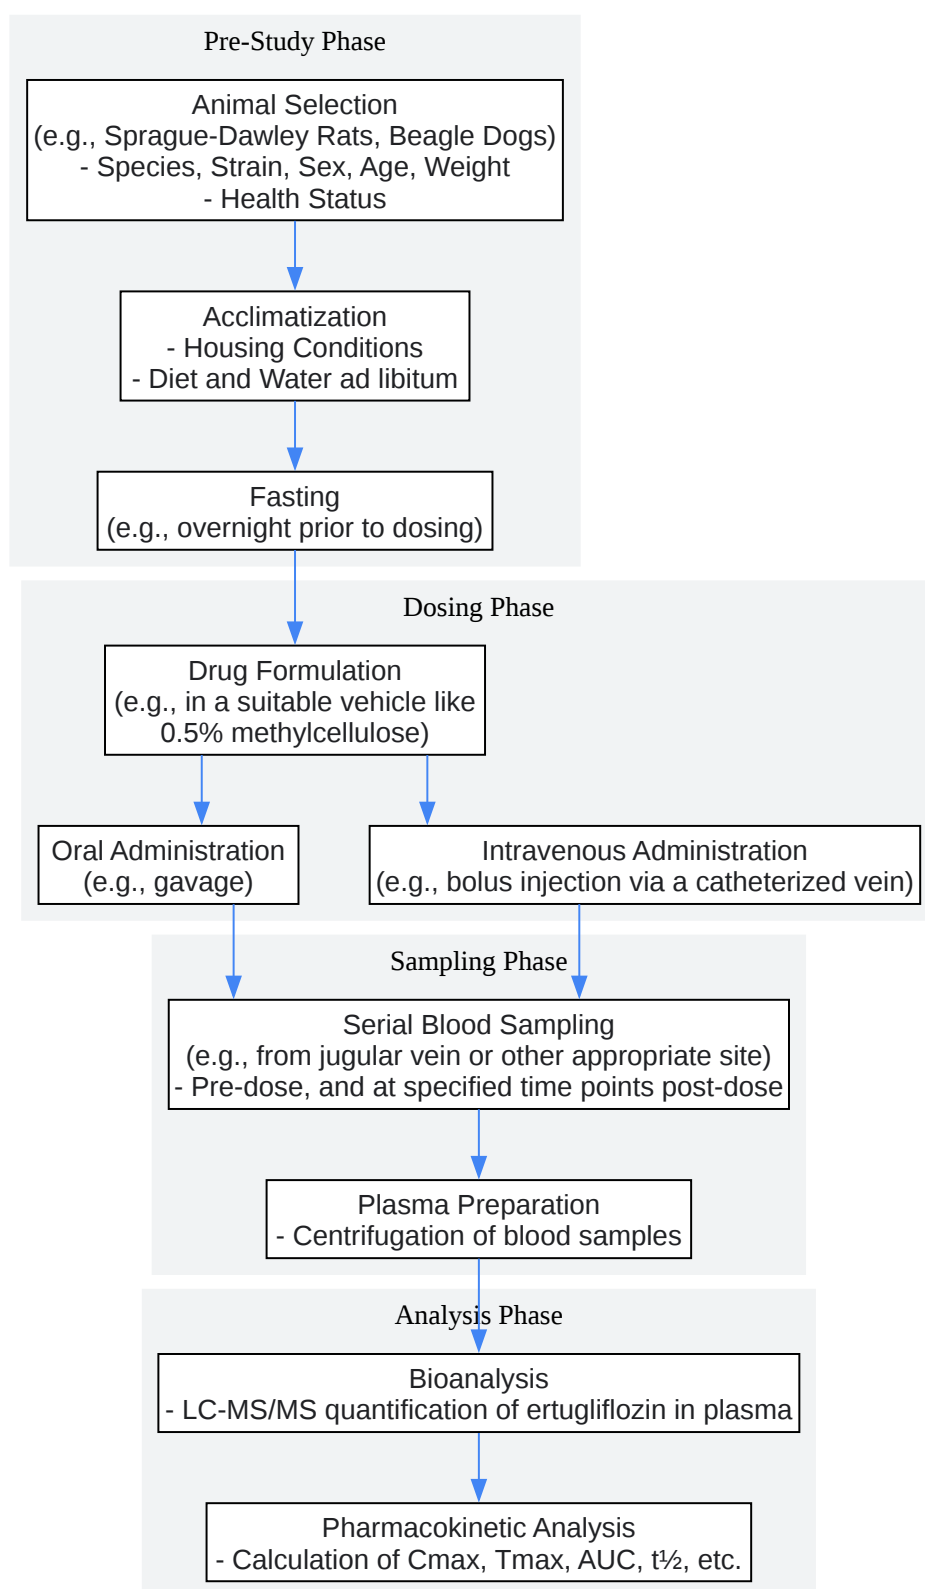 Pre-Study Phase
Animal Selection
(e.g., Sprague-Dawley Rats, Beagle Dogs)
- Species, Strain, Sex, Age, Weight
- Health Status
Acclimatization
- Housing Conditions
- Diet and Water ad libitum
Fasting
(e.g., overnight prior to dosing)
Dosing Phase
Drug Formulation
(e.g., in a suitable vehicle like
0.5% methylcellulose)
Oral Administration
(e.g., gavage)
Intravenous Administration
(e.g., bolus injection via a catheterized vein)
Sampling Phase
Serial Blood Sampling
(e.g., from jugular vein or other appropriate site)
- Pre-dose, and at specified time points post-dose
Plasma Preparation
- Centrifugation of blood samples
Analysis Phase
Bioanalysis
- LC-MS/MS quantification of ertugliflozin in plasma
Pharmacokinetic Analysis
- Calculation of Cmax, Tmax, AUC, t½, etc.